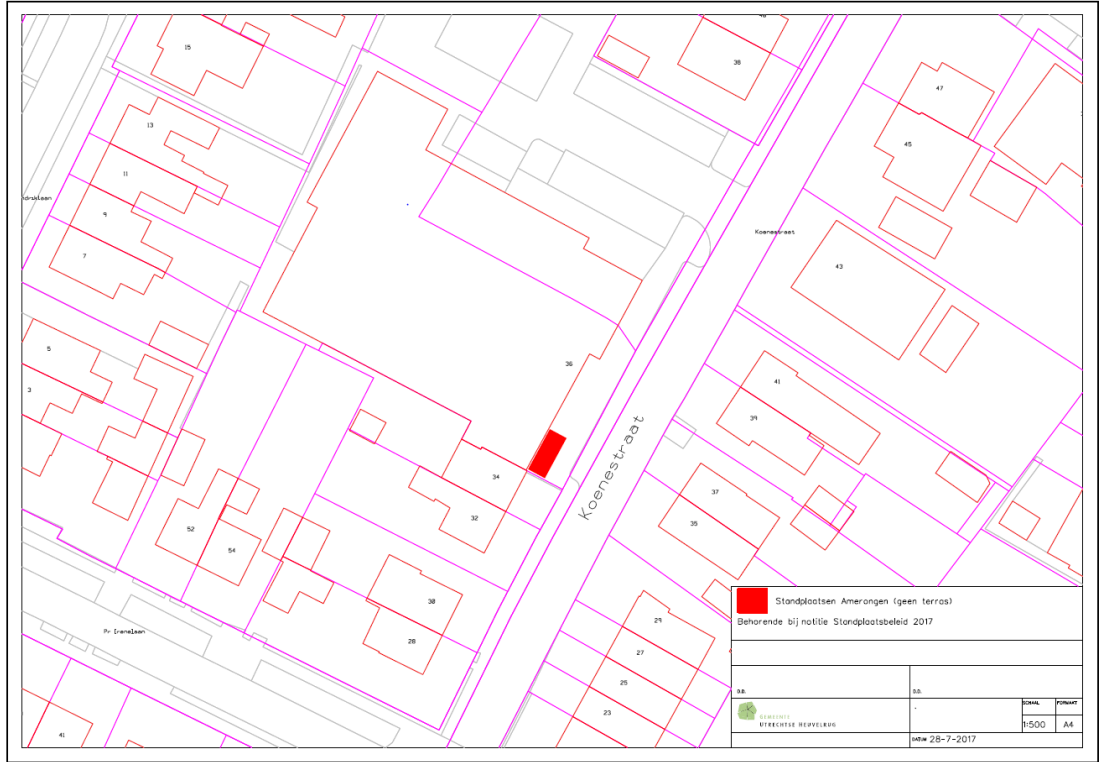 15
38
47
13
45
11
9
Koenestraat
7
43
5
36
41
3
39
Koenestraat
34
37
32
52
35
54
30
29
Pr Irenelaan
28
27
25
23
41
Standplaatsen Amerongen (geen terras)
Behorende bij notitie Standplaatsbeleid 2017
GEMEENTE
UTRECHTSE HEUVELRUG
SCHAAL
FORMAAT
1:500
A4
DATUM 28-7-2017